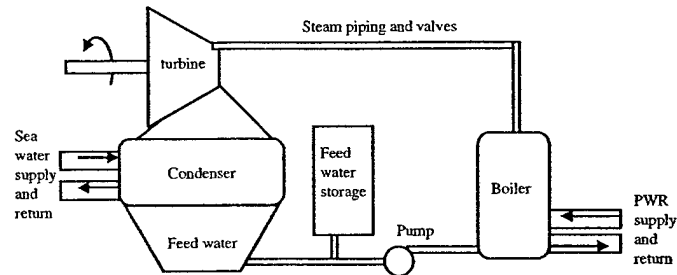 Steam piping and valves
turbine
Sea
water
supply
and
return
Condenser
Feed
water
storage
Boiler
PWR
supply
and
return
Pump
Feed water